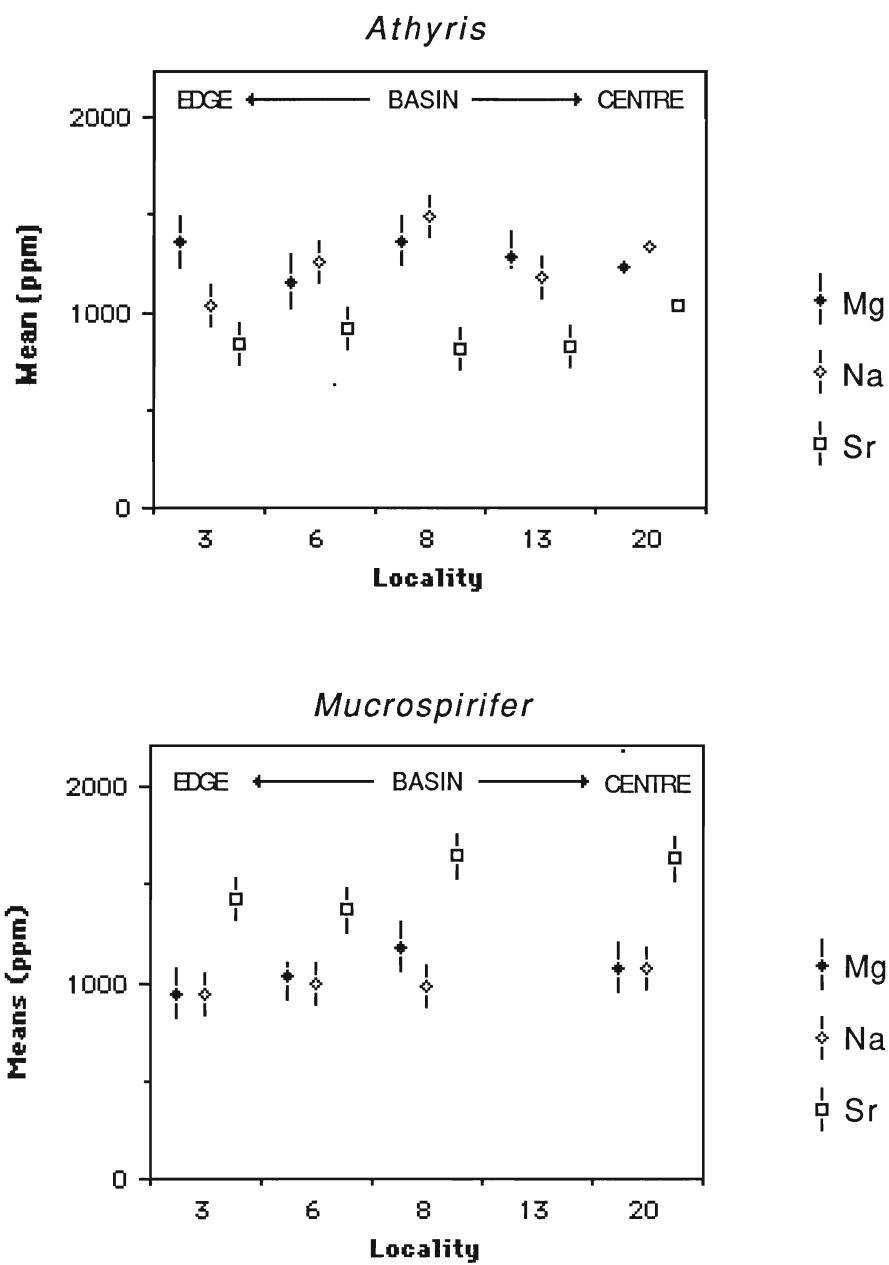 Athyris
EDGE BASIN CENTRE
2000
1000
0
Mean (ppm)
3 6 8 13 20
Locality
Mg
Na
Sr
Mucrospirifer
EDGE BASIN CENTRE
2000
1000
0
Means (ppm)
3 6 8 13 20
Locality
Mg
Na
Sr